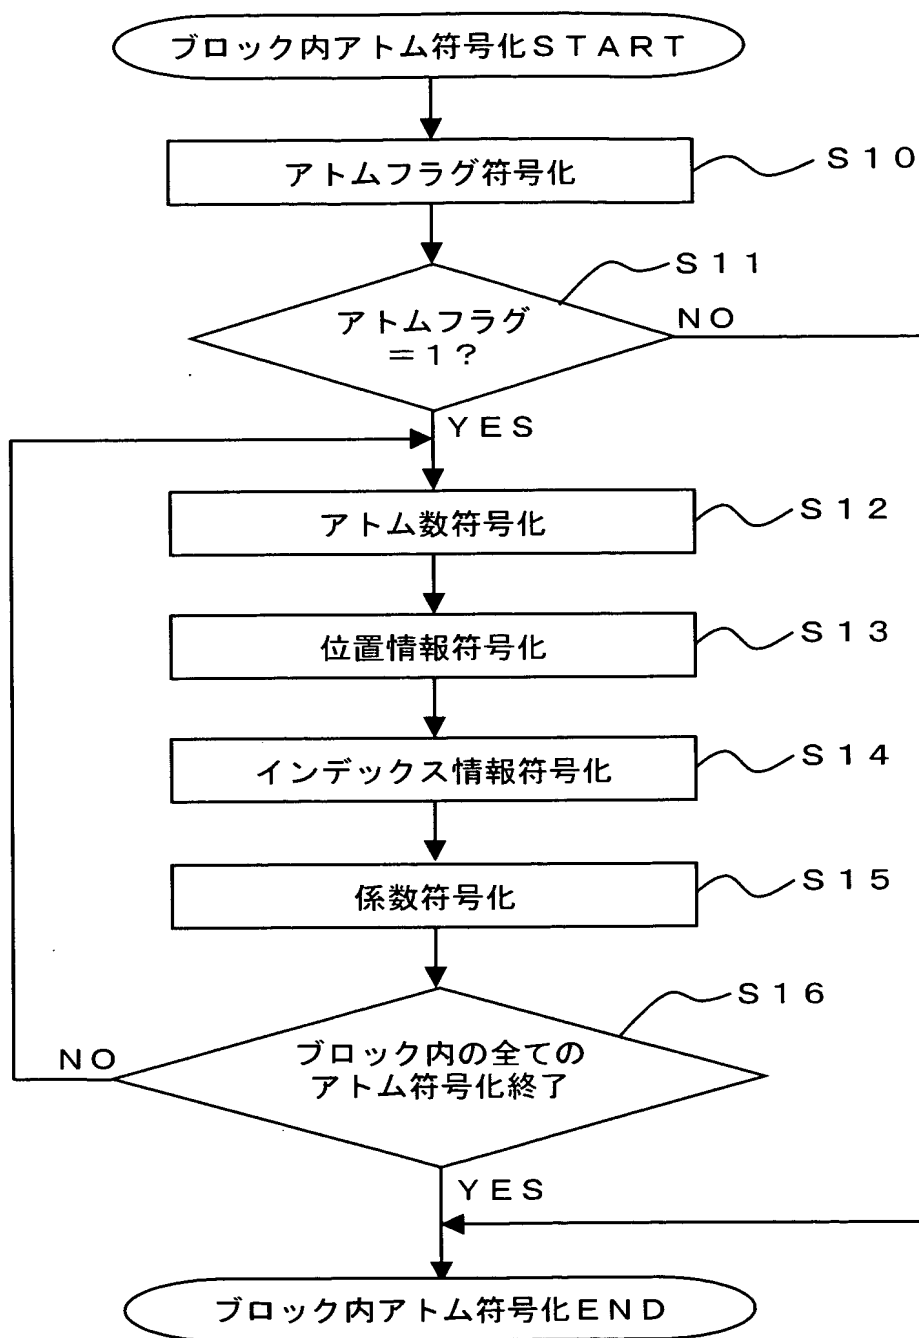 ブロック内アトム符号化START
アトムフラグ符号化
S10
S11
アトムフラグ
=1?
NO
YES
アトム数符号化
S12
位置情報符号化
S13
インデックス情報符号化
S14
係数符号化
S15
S16
ブロック内の全ての
アトム符号化終了
NO
YES
ブロック内アトム符号化END